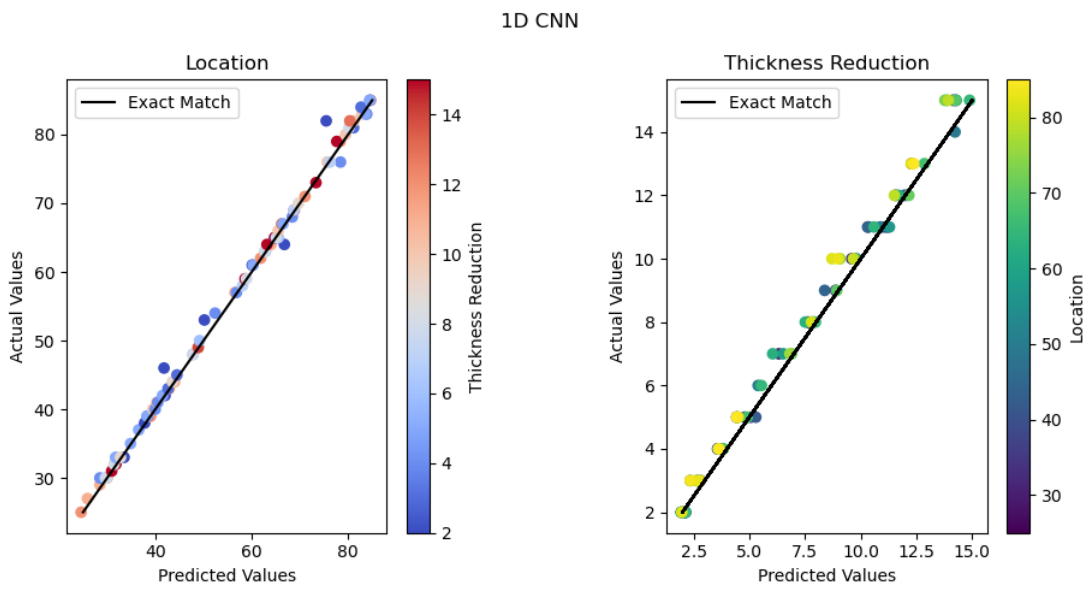 1D CNN
Location
Exact Match
Actual Values
80
70
60
50
40
30
40 60 80
Predicted Values
14
12
10
8
6
4
2
Thickness Reduction
Thickness Reduction
Exact Match
Actual Values
14
12
10
8
6
4
2
2.5 5.0 7.5 10.0 12.5 15.0
Predicted Values
80
70
60
50
40
30
Location